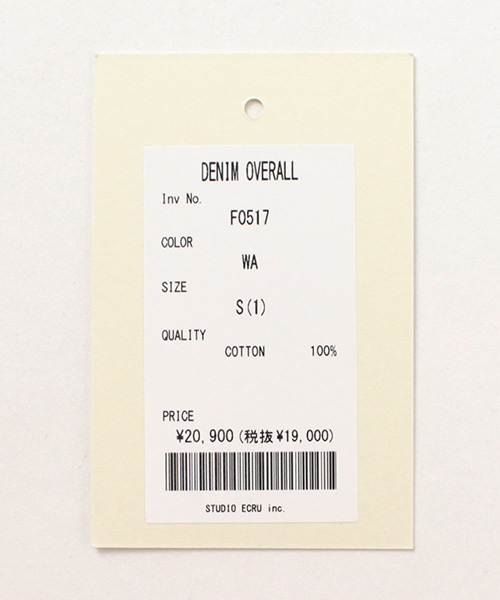 DENIM OVERALL
Inv No.
F0517
COLOR
WA
SIZE
S(1)
QUALITY
COTTON 100%
PRICE
¥20,900(税抜¥19,000)
STUDIO ECRU inc.